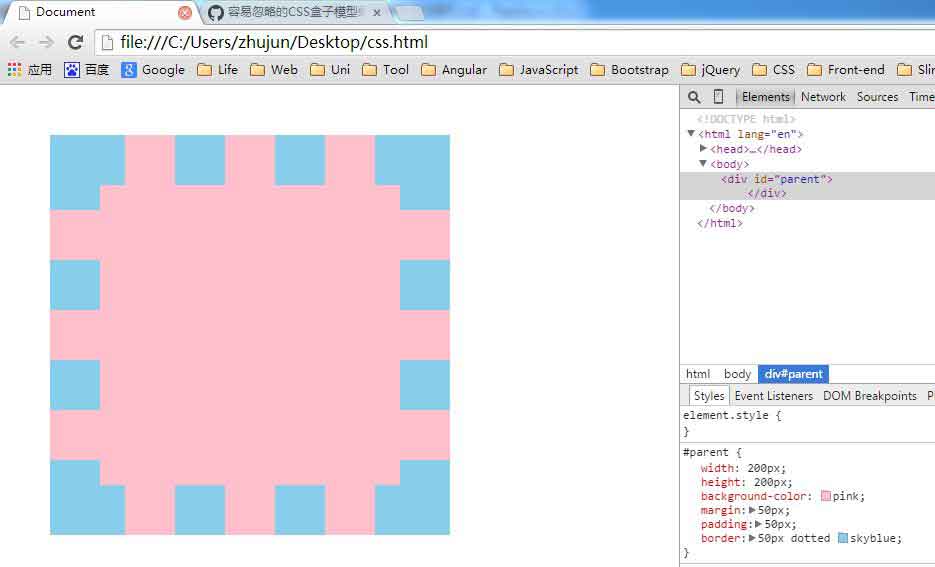 Document
容易忽略的CSS盒子模型
file:///C:/Users/zhujun/Desktop/css.html
应用 百度 Google Life Web Uni Tool Angular JavaScript Bootstrap jQuery CSS Front-end
Elements Network Sources Time
<!DOCTYPE html>
<html lang="en">
<head>…</head>
<body>
<div id="parent">
</div>
</body>
</html>
html body div#parent
Styles Event Listeners DOM Breakpoints P
element.style {
}
#parent {
width: 200px;
height: 200px;
background-color: pink;
margin: 50px;
padding: 50px;
border: 50px dotted skyblue;
}